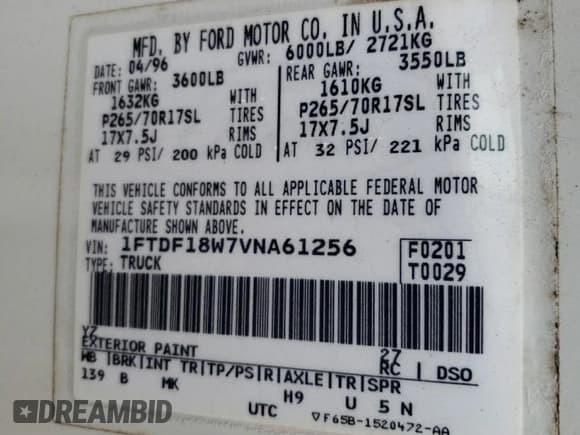 MFD. BY FORD MOTOR CO. IN U.S.A.
DATE: 04/96 GVWR: 6000LB/ 2721KG
FRONT GAWR: 3600LB REAR GAWR: 3550LB
1632KG WITH 1610KG WITH
P265/70R17SL TIRES P265/70R17SL TIRES
17X7.5J RIMS 17X7.5J RIMS
AT 29 PSI/ 200 kPa COLD AT 32 PSI/ 221 kPa COLD
THIS VEHICLE CONFORMS TO ALL APPLICABLE FEDERAL MOTOR
VEHICLE SAFETY STANDARDS IN EFFECT ON THE DATE OF
MANUFACTURE SHOWN ABOVE.
VIN: 1FTDF18W7VNA61256 F0201
TYPE: TRUCK T0029
YZ
EXTERIOR PAINT 27 RC DSO
WB BRK INT TR TP/PS R AXLE TR SPR
139 B MK H9 U 5 N
UTC ▽F65B-1520472-AA
DREAMBID